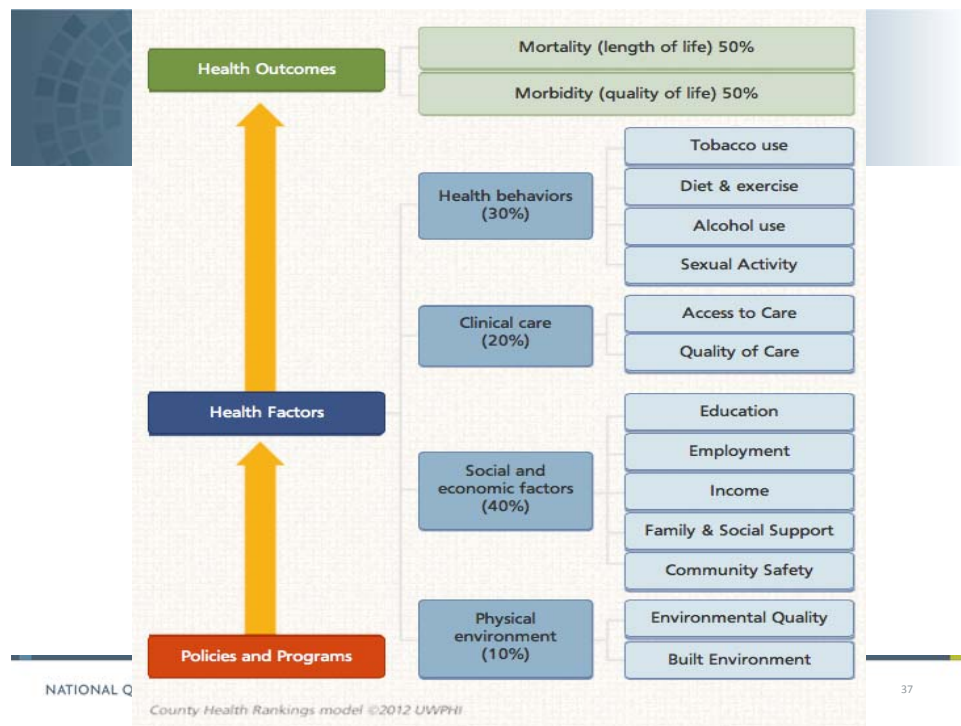 Health Outcomes
Mortality (length of life) 50%
Morbidity (quality of life) 50%
Health Factors
Health behaviors
(30%)
Tobacco use
Diet & exercise
Alcohol use
Sexual Activity
Clinical care
(20%)
Access to Care
Quality of Care
Social and
economic factors
(40%)
Education
Employment
Income
Family & Social Support
Community Safety
Physical
environment
(10%)
Environmental Quality
Built Environment
Policies and Programs
NATIONAL Q
County Health Rankings model ©2012 UWPHI
37